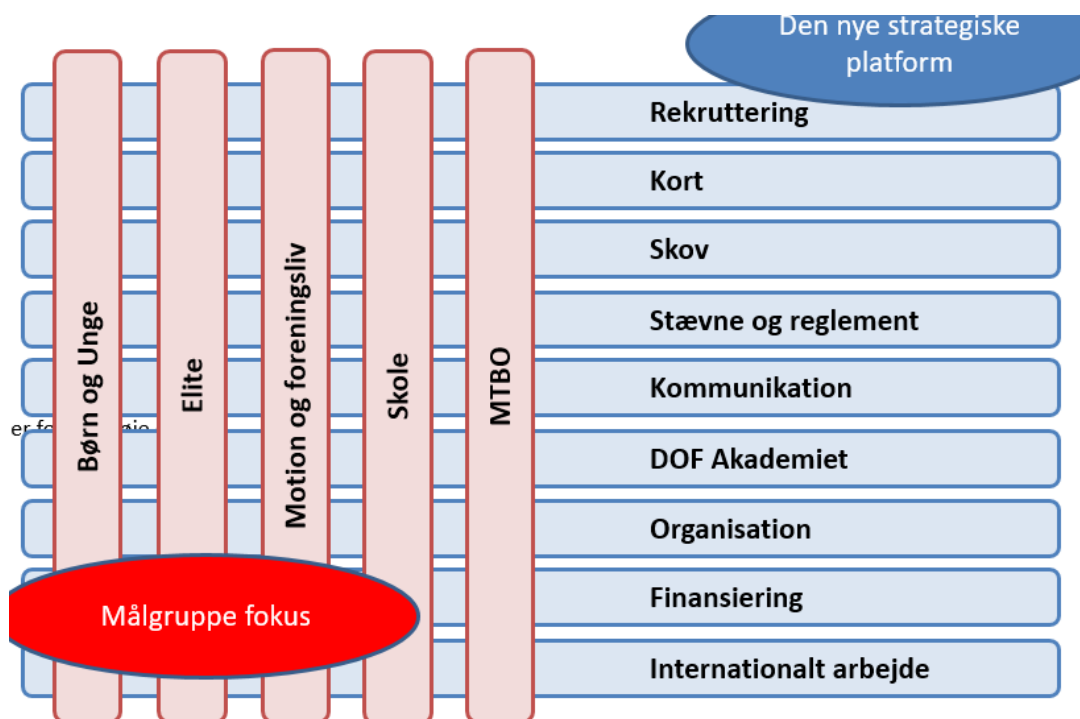 Den nye strategiske
platform
Rekruttering
Kort
Skov
Stævne og reglement
Kommunikation
DOF Akademiet
Organisation
Finansiering
Internationalt arbejde
Børn og Unge
Elite
Motion og foreningsliv
Skole
MTBO
er
Målgruppe fokus